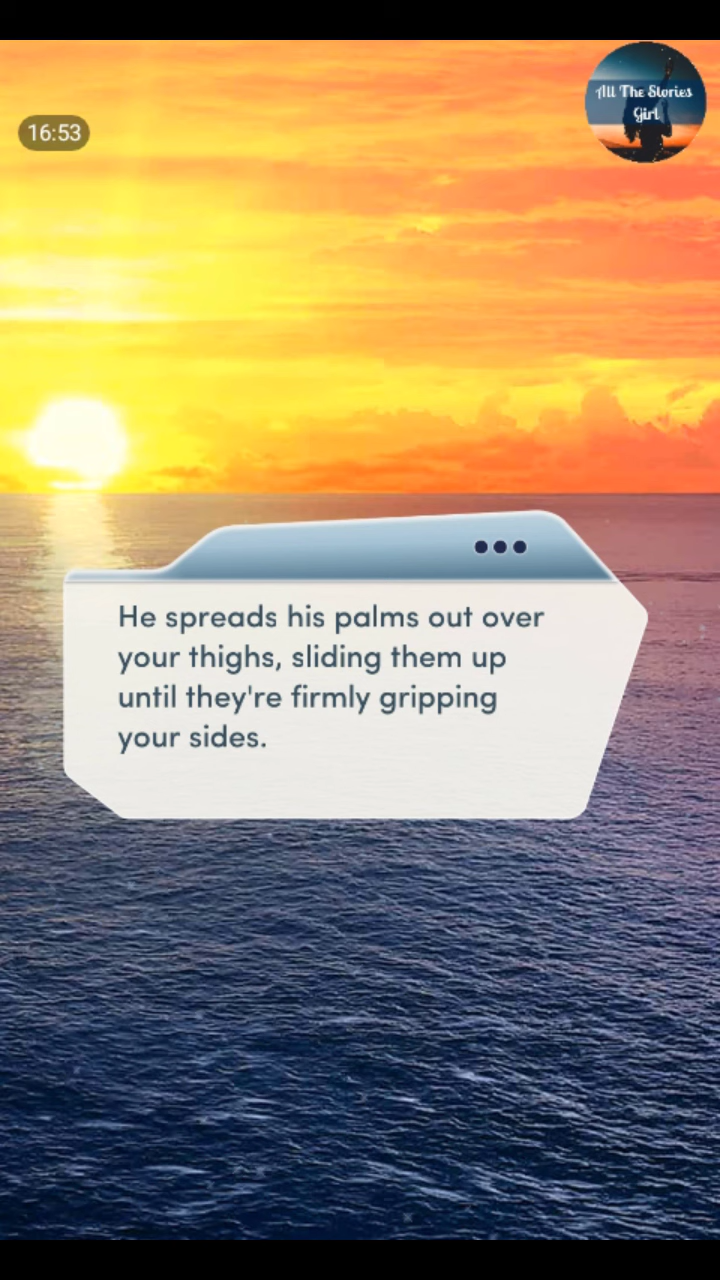 All The Stories
Girl
16:53
He spreads his palms out over
your thighs, sliding them up
until they're firmly gripping
your sides.